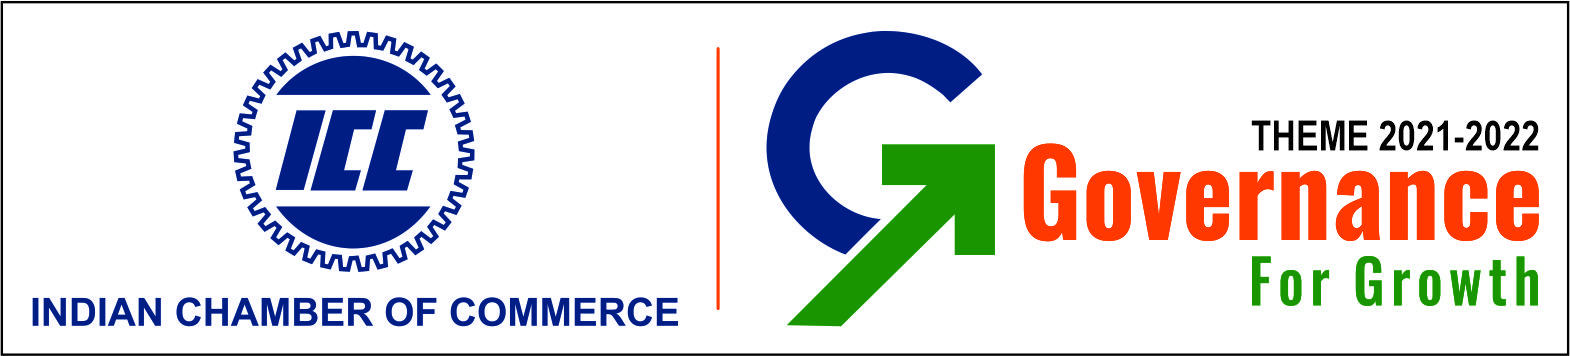 ICC
INDIAN CHAMBER OF COMMERCE
THEME 2021-2022
Governance
For Growth